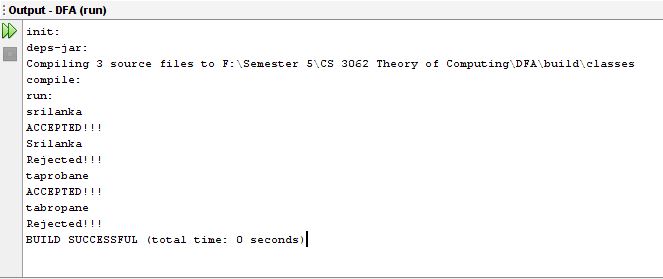 Output - DFA (run)
init:
deps-jar:
Compiling 3 source files to F:\Semester 5\CS 3062 Theory of Computing\DFA\build\classes
compile:
run:
srilanka
ACCEPTED!!!
Srilanka
Rejected!!!
taprobane
ACCEPTED!!!
tabropane
Rejected!!!
BUILD SUCCESSFUL (total time: 0 seconds)